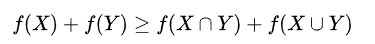 f(X) + f(Y) ≥ f(X ∩ Y) + f(X ∪ Y)